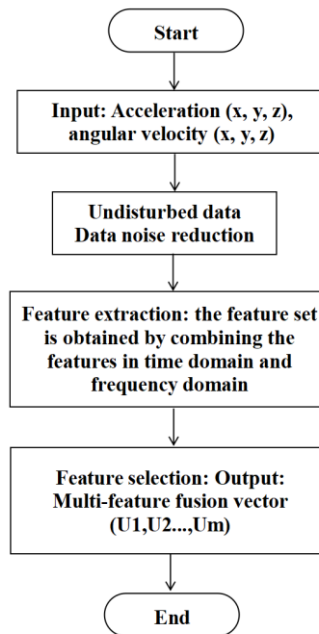 Start
Input: Acceleration (x, y, z),
angular velocity (x, y, z)
Undisturbed data
Data noise reduction
Feature extraction: the feature set
is obtained by combining the
features in time domain and
frequency domain
Feature selection: Output:
Multi-feature fusion vector
(U1,U2...,Um)
End